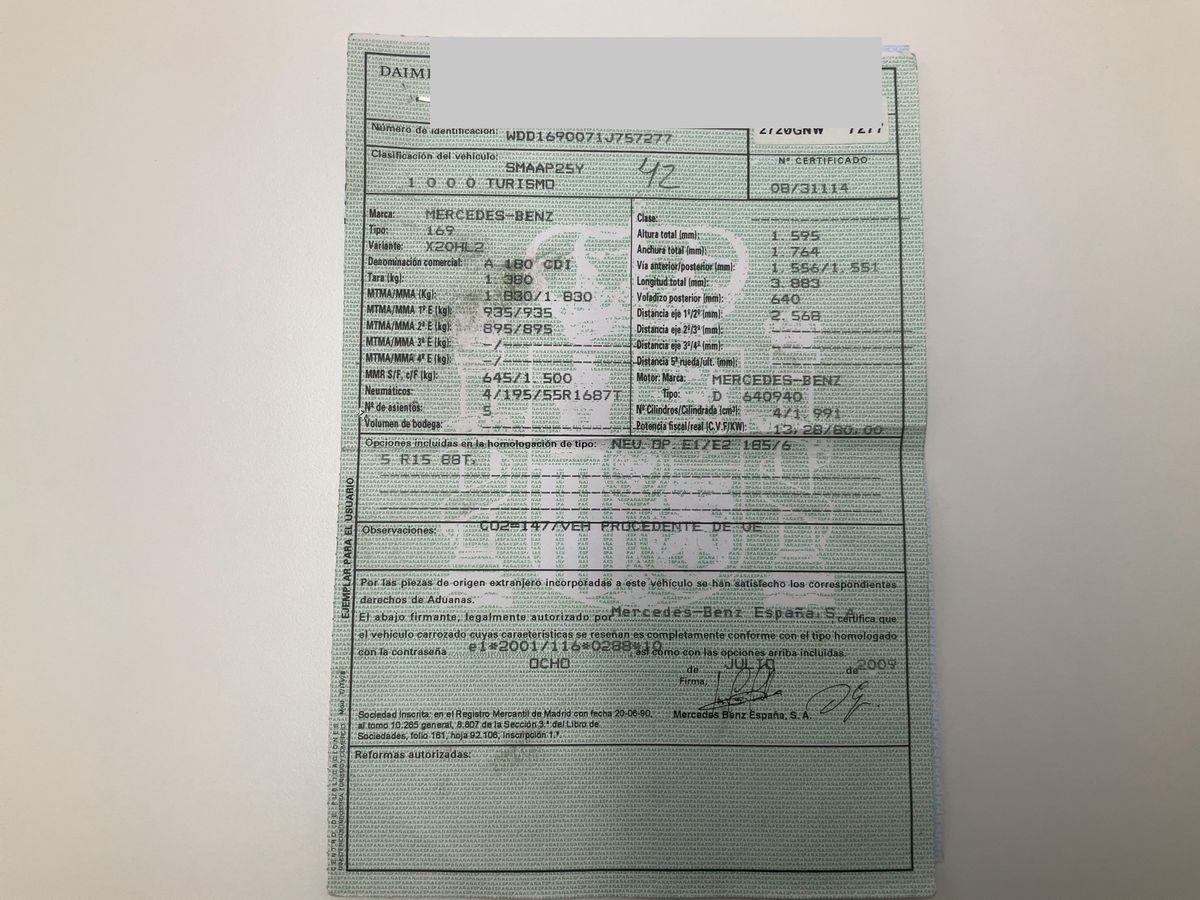 DAIM
Número de identificación: WDD1690071J757277
2720GNW 7277
Clasificación del vehículo: SMAAP25Y
42
1 0 0 0 TURISMO
Nº CERTIFICADO
08/31114
Marca: MERCEDES-BENZ
Tipo: 169
Variante: X20HL2
Denominación comercial: A 180 CDI
Tara (kg): 1 380
MTMA/MMA (Kg): 1 830/1.830
MTMA/MMA 1º E (kg): 935/935
MTMA/MMA 2º E (kg): 895/895
MTMA/MMA 3º E (kg): -/-
MTMA/MMA 4º E (kg): -/-
MMR S/F, c/F (kg): 645/1.500
Neumáticos 4/195/55R1687T
Nº de asientos: 5
Volumen de bodega:
Clase:
Altura total (mm): 1 595
Anchura total (mm): 1 764
Vía anterior/posterior (mm): 1.556/1.551
Longitud total (mm): 3 883
Voladizo posterior (mm): 640
Distancia eje 1º/2º (mm): 2.568
Distancia eje 2º/3º (mm):
Distancia eje 3º/4º (mm):
Distancia 5ª rueda/últ. (mm):
Motor: Marca: MERCEDES-BENZ
Tipo: D 640940
Nº Cilindros/Cilindrada (cm³): 4/1.991
Potencia fiscal/real (C.V.F/KW): 13,28/80,00
Opciones incluidas en la homologación de tipo: NEU.OP.E1/E2 185/6
5 R15 88T.
Observaciones: CO2=147/VEH PROCEDENTE DE UE
Por las piezas de origen extranjero incorporadas a este vehículo se han satisfecho los correspondientes
derechos de Aduanas.
El abajo firmante, legalmente autorizado por Mercedes-Benz España,S.A. certifica que
el vehículo carrozado cuyas características se reseñan es completamente conforme con el tipo homologado
con la contraseña e1*2001/116*0288*10 así como con las opciones arriba incluidas.
OCHO de JULIO de 2009
Firma,
Mercedes Benz España, S. A.
Sociedad Inscrita: en el Registro Mercantil de Madrid con fecha 20-06-90,
al tomo 10.265 general, 8.807 de la Sección 3.ª del Libro de
Sociedades, folio 161, hoja 92.106, inscripción 1.ª.
Reformas autorizadas:
EJEMPLAR PARA EL USUARIO
CENTRO DE PUBLICACIONES
MINISTERIO DE INDUSTRIA, TURISMO Y COMERCIO